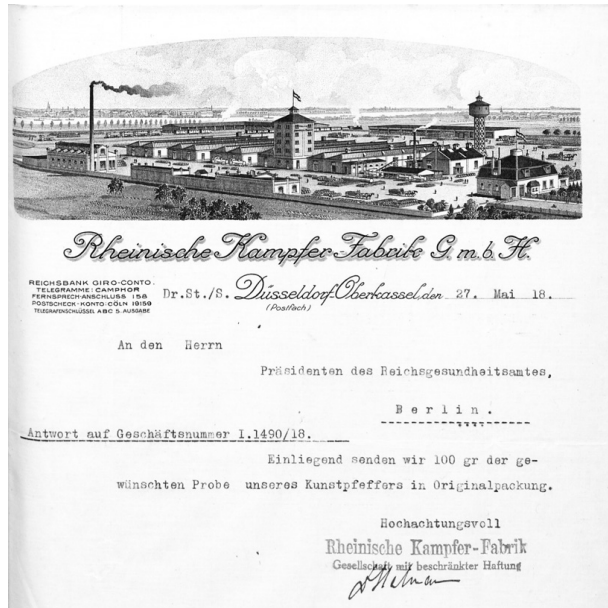 Rheinische Kampfer-Fabrik G. m. b. H.
REICHSBANK GIRO-CONTO.
TELEGRAMME: CAMPHOR
FERNSPRECH-ANSCHLUSS 158
POSTSCHECK-KONTO: CÖLN 19159
TELEGRAFENSCHLÜSSEL ABC 5. AUSGABE
Dr.St./S. Düsseldorf-Oberkassel, den 27. Mai 18.
(Postfach)
An den Herrn
Präsidenten des Reichsgesundheitsamtes,
Berlin.
Antwort auf Geschäftsnummer I.1490/18.
Einliegend senden wir 100 gr der ge-
wünschten Probe unseres Kunstpfeffers in Originalpackung.
Hochachtungsvoll
Rheinische Kampfer-Fabrik
Gesellschaft mit beschränkter Haftung